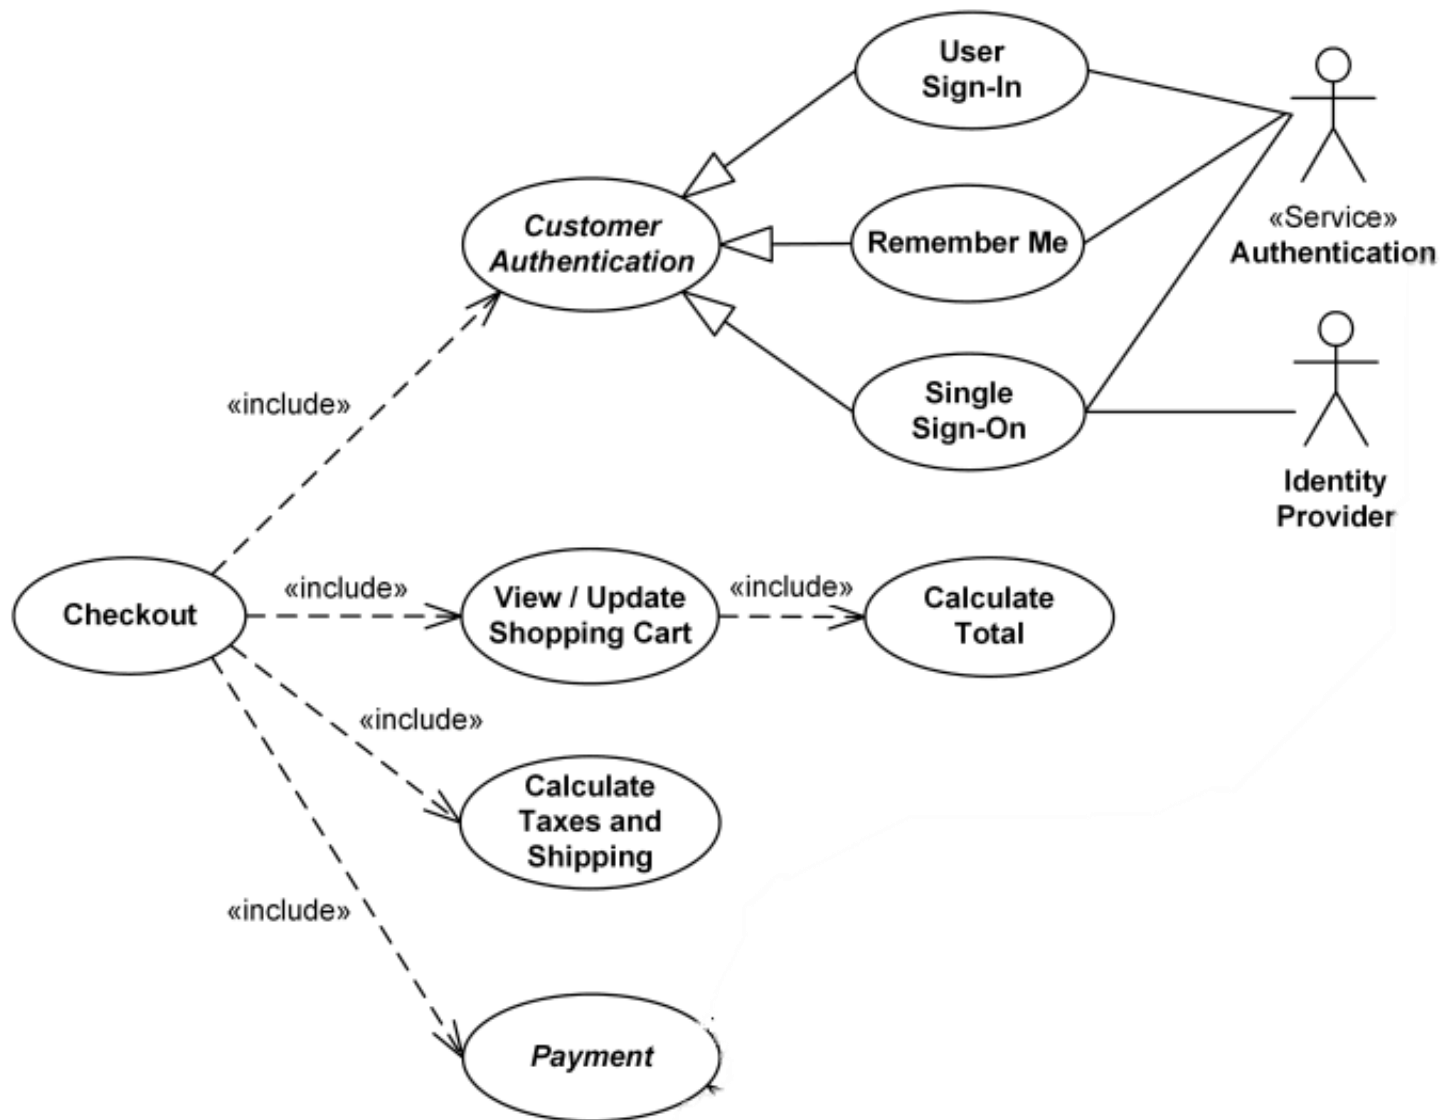 User
Sign-In
«Service»
Authentication
Customer
Authentication
Remember Me
Single
Sign-On
Identity
Provider
«include»
Checkout
«include»
View / Update
Shopping Cart
«include»
Calculate
Total
«include»
Calculate
Taxes and
Shipping
«include»
Payment